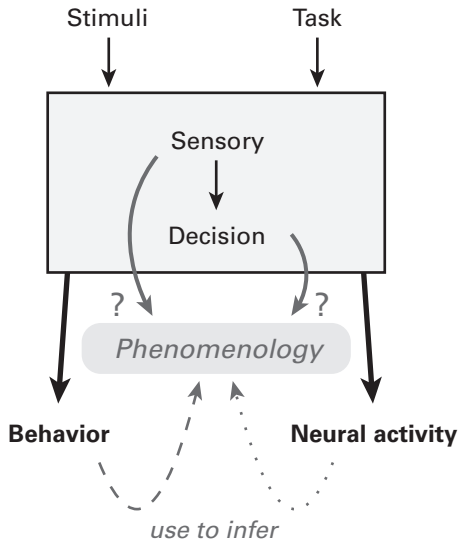 Stimuli
Task
Sensory
Decision
?
?
Phenomenology
Behavior
Neural activity
use to infer